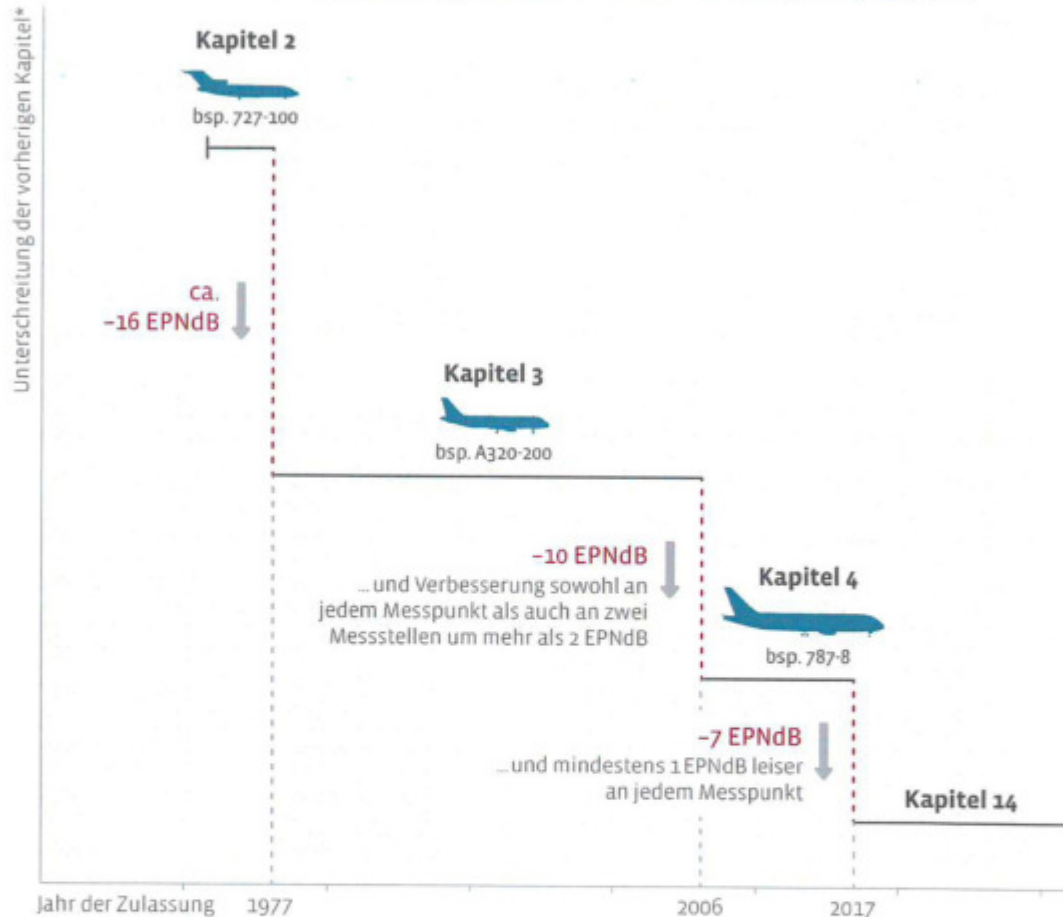 Unterschreitung der vorherigen Kapitel*
Kapitel 2
bsp. 727-100
ca.
-16 EPNdB
Kapitel 3
bsp. A320-200
-10 EPNdB
...und Verbesserung sowohl an
jedem Messpunkt als auch an zwei
Messstellen um mehr als 2 EPNdB
Kapitel 4
bsp. 787-8
-7 EPNdB
...und mindestens 1 EPNdB leiser
an jedem Messpunkt
Kapitel 14
Jahr der Zulassung 1977 2006 2017